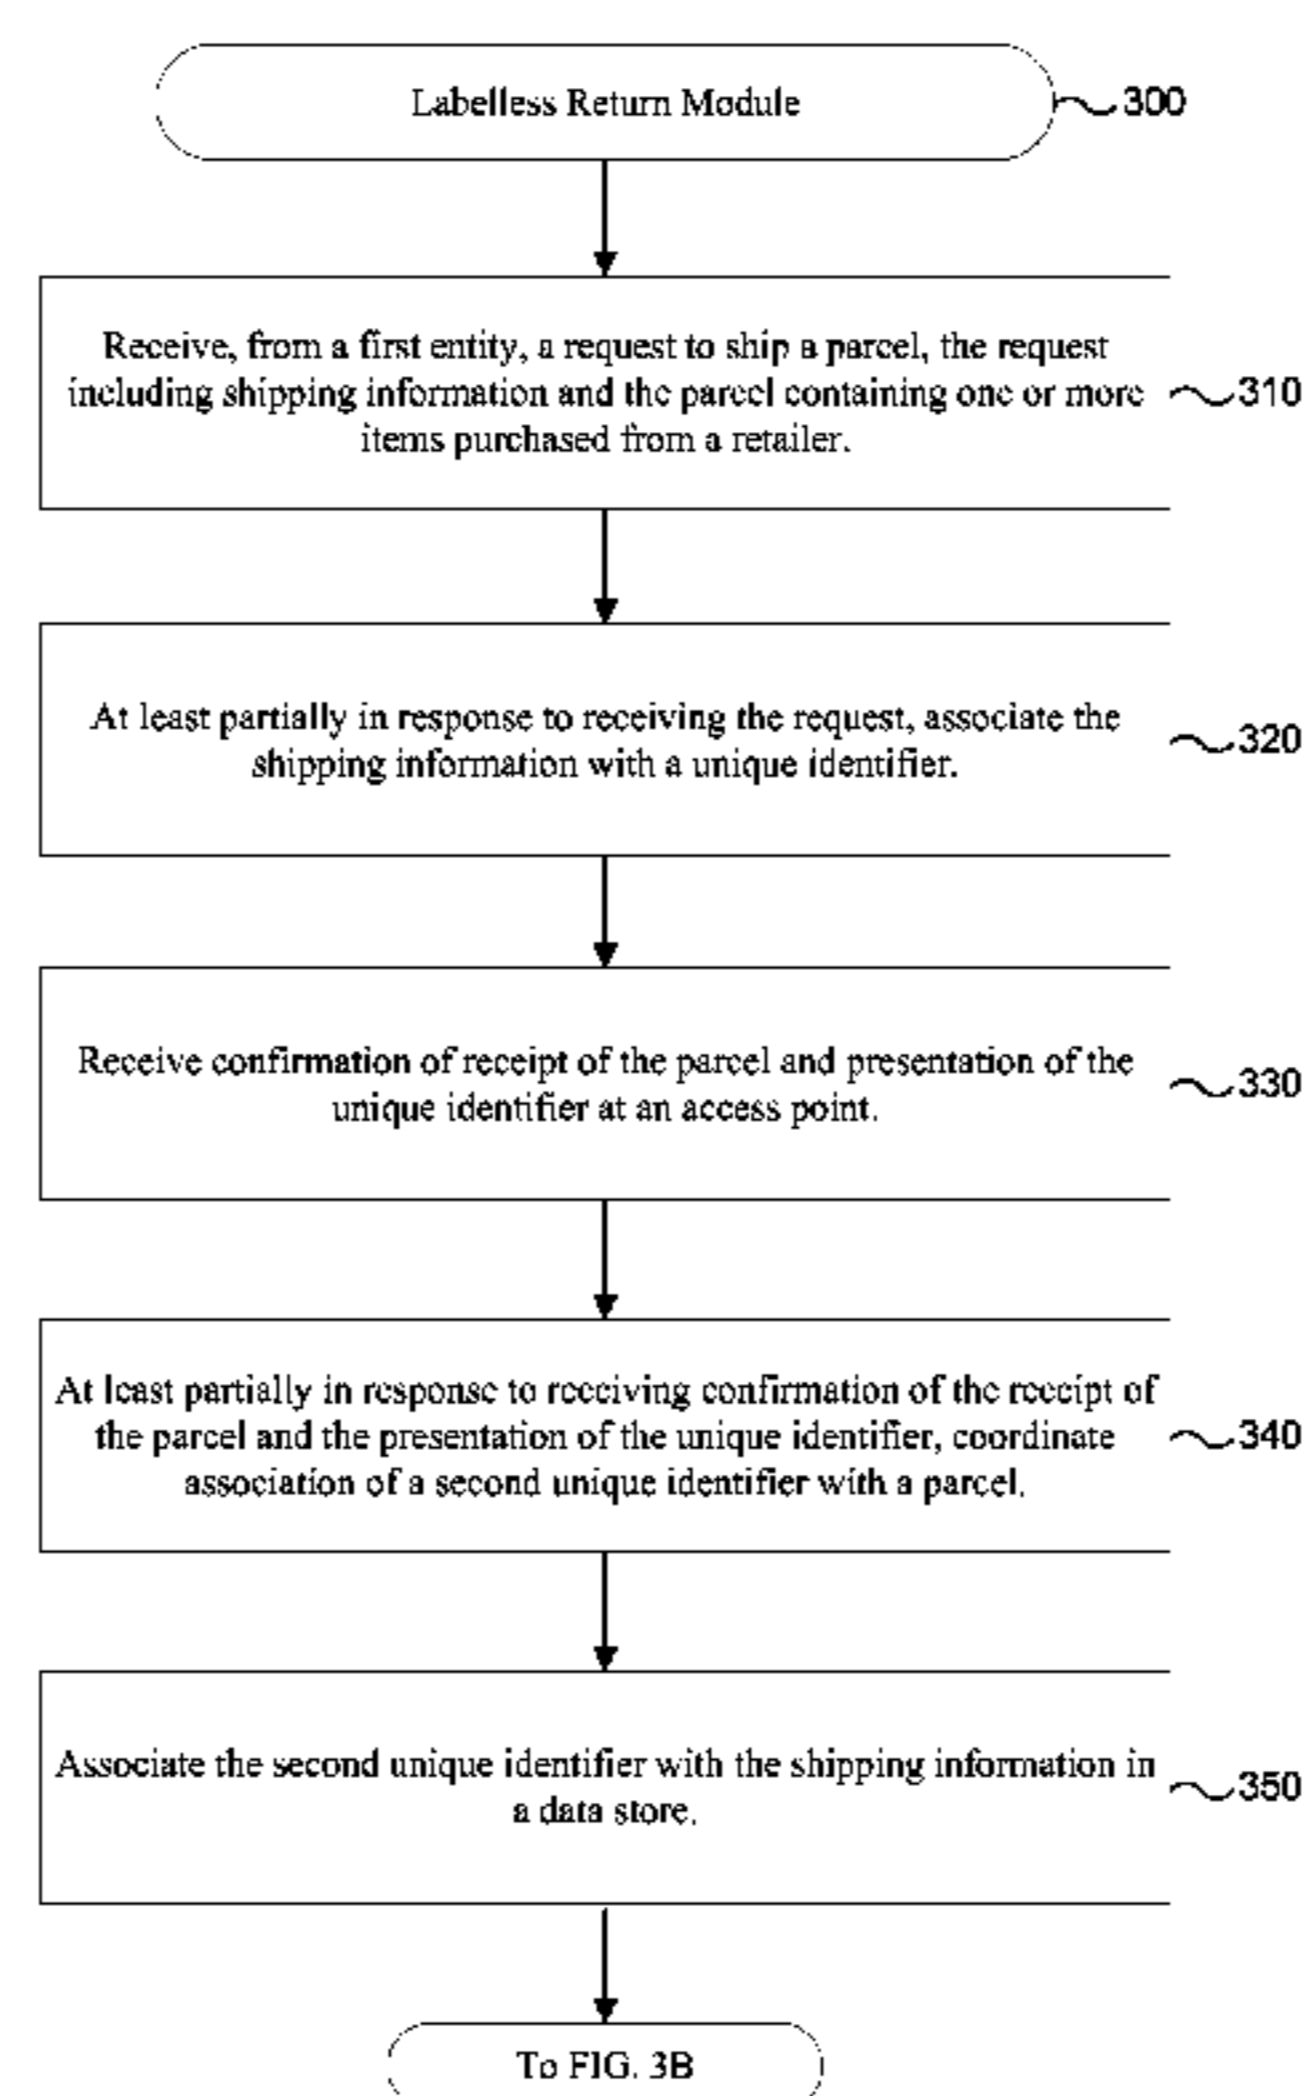 Labelless Return Module
300
Receive, from a first entity, a request to ship a parcel, the request
including shipping information and the parcel containing one or more
items purchased from a retailer.
310
At least partially in response to receiving the request, associate the
shipping information with a unique identifier.
320
Receive confirmation of receipt of the parcel and presentation of the
unique identifier at an access point.
330
At least partially in response to receiving confirmation of the receipt of
the parcel and the presentation of the unique identifier, coordinate
association of a second unique identifier with a parcel.
340
Associate the second unique identifier with the shipping information in
a data store.
350
To FIG. 3B